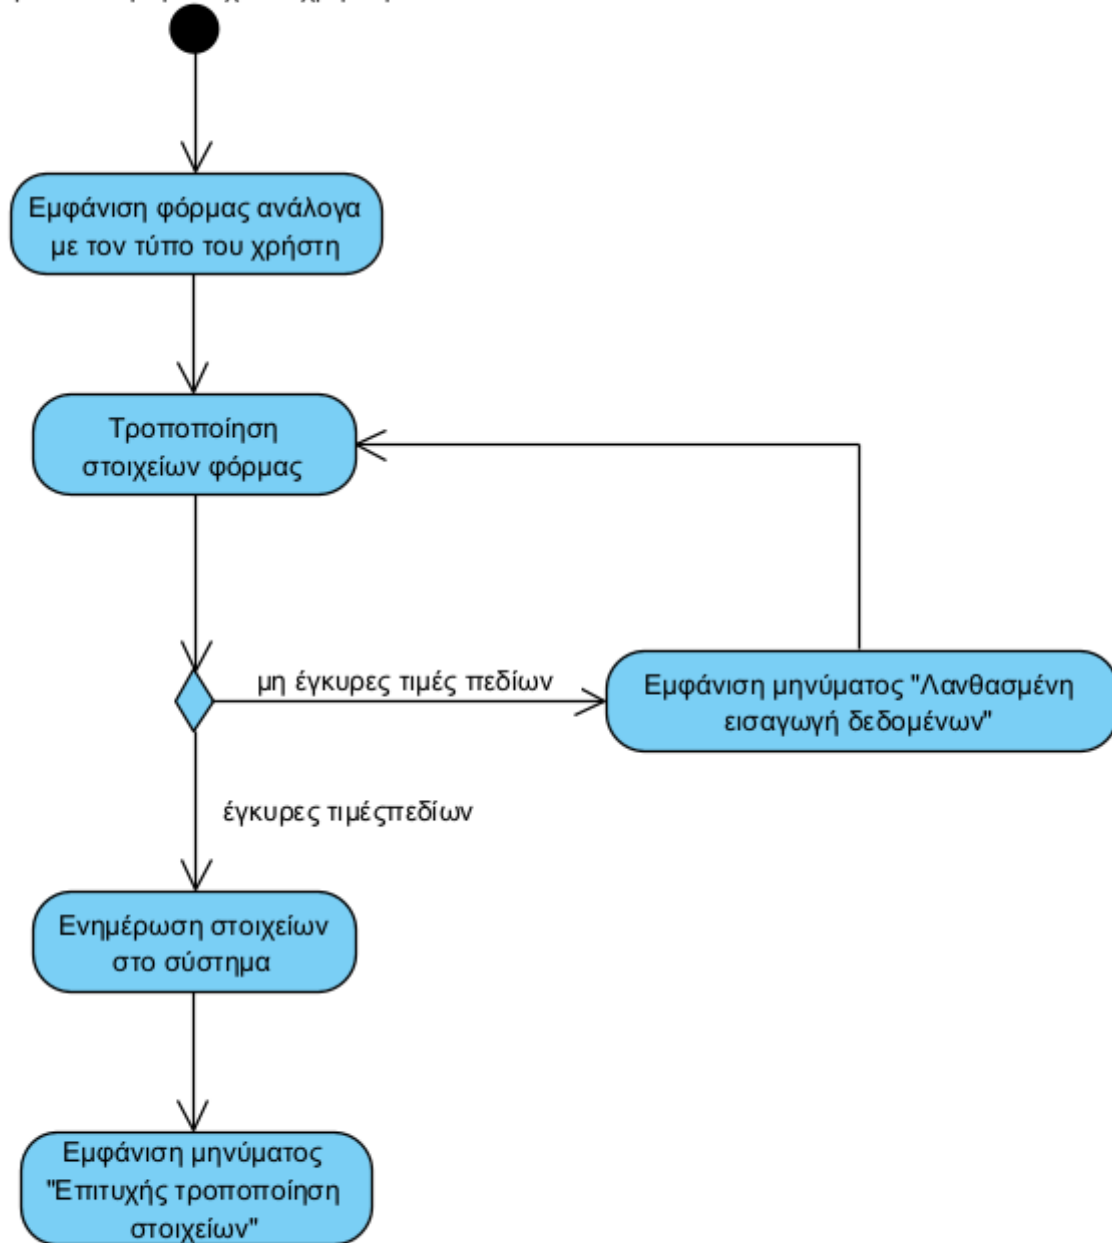 Εμφάνιση φόρμας ανάλογα
με τον τύπο του χρήστη
Τροποποίηση
στοιχείων φόρμας
μη έγκυρες τιμές πεδίων
Εμφάνιση μηνύματος "Λανθασμένη
εισαγωγή δεδομένων"
έγκυρες τιμέςπεδίων
Ενημέρωση στοιχείων
στο σύστημα
Εμφάνιση μηνύματος
"Επιτυχής τροποποίηση
στοιχείων"